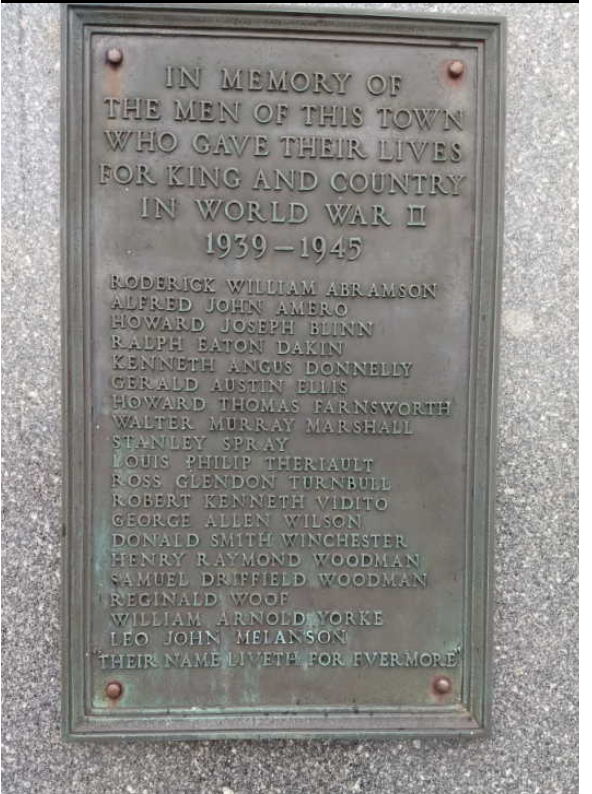 IN MEMORY OF
THE MEN OF THIS TOWN
WHO GAVE THEIR LIVES
FOR KING AND COUNTRY
IN WORLD WAR II
1939-1945
RODERICK WILLIAM ABRAMSON
ALFRED JOHN AMERO
HOWARD JOSEPH BLINN
RALPH EATON DAKIN
KENNETH ANGUS DONNELLY
GERALD AUSTIN ELLIS
HOWARD THOMAS FARNSWORTH
WALTER MURRAY MARSHALL
STANLEY SPRAY
LOUIS PHILIP THERIAULT
ROSS GLENDON TURNBULL
ROBERT KENNETH VIDITO
GEORGE ALLEN WILSON
DONALD SMITH WINCHESTER
HENRY RAYMOND WOODMAN
SAMUEL DRIFFIELD WOODMAN
REGINALD WOOF
WILLIAM ARNOLD YORKE
LEO JOHN MELANSON
"THEIR NAME LIVETH FOR EVERMORE"